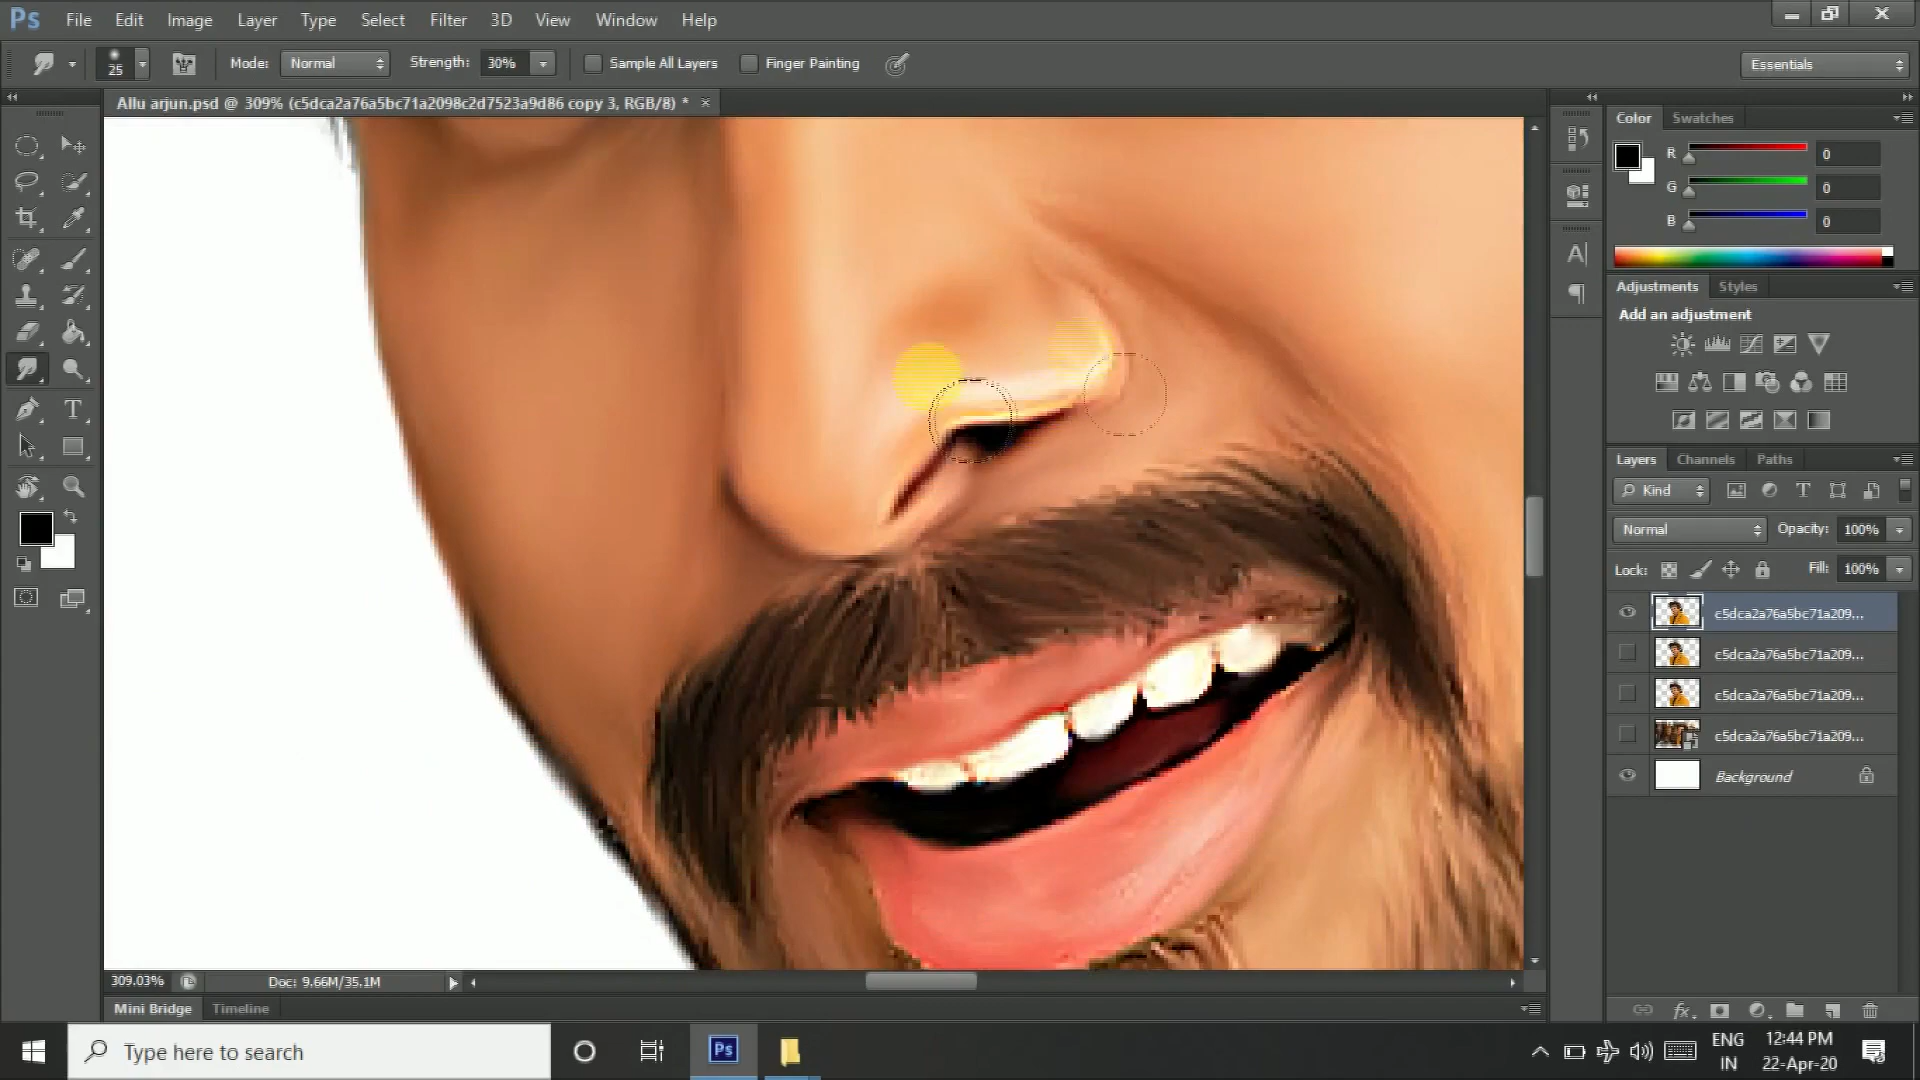 Ps File Edit Image Layer Type Select Filter 3D View Window Help
25 Mode: Normal Strength: 30% Sample All Layers Finger Painting Essentials
Allu arjun.psd @ 309% (c5dca2a76a5bc71a2098c2d7523a9d86 copy 3, RGB/8) * ×
Color Swatches
R 0
G 0
B 0
Adjustments Styles
Add an adjustment
Layers Channels Paths
Kind
Normal Opacity: 100%
Lock: Fill: 100%
c5dca2a76a5bc71a209...
c5dca2a76a5bc71a209...
c5dca2a76a5bc71a209...
c5dca2a76a5bc71a209...
Background
309.03% Doc: 9.66M/35.1M
Mini Bridge Timeline
Type here to search
Ps
ENG
IN
12:44 PM
22-Apr-20